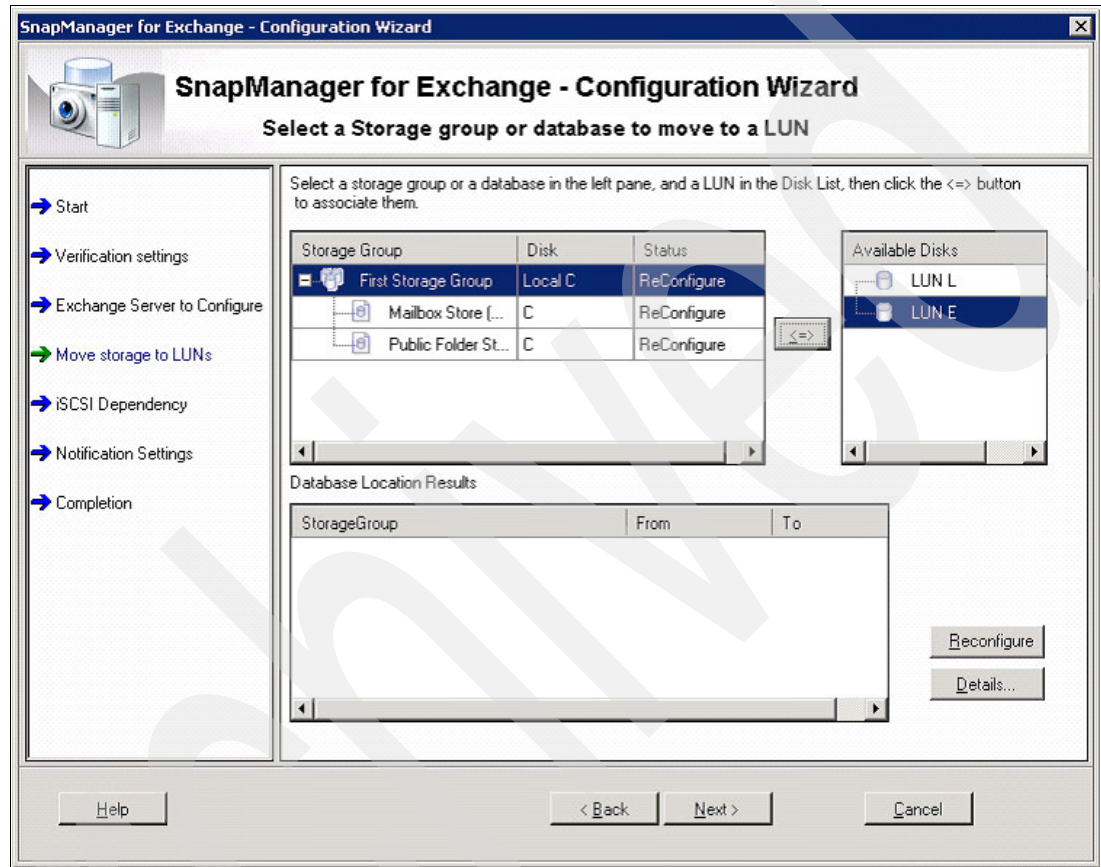 SnapManager for Exchange - Configuration Wizard
SnapManager for Exchange - Configuration Wizard
Select a Storage group or database to move to a LUN
Start
Verification settings
Exchange Server to Configure
Move storage to LUNs
iSCSI Dependency
Notification Settings
Completion
Select a storage group or a database in the left pane, and a LUN in the Disk List, then click the <=> button
to associate them.
Storage Group Disk Status
First Storage Group Local C ReConfigure
Mailbox Store (... C ReConfigure
Public Folder St... C ReConfigure
<=>
Available Disks
LUN L
LUN E
Database Location Results
StorageGroup From To
Reconfigure
Details...
Help < Back Next > Cancel